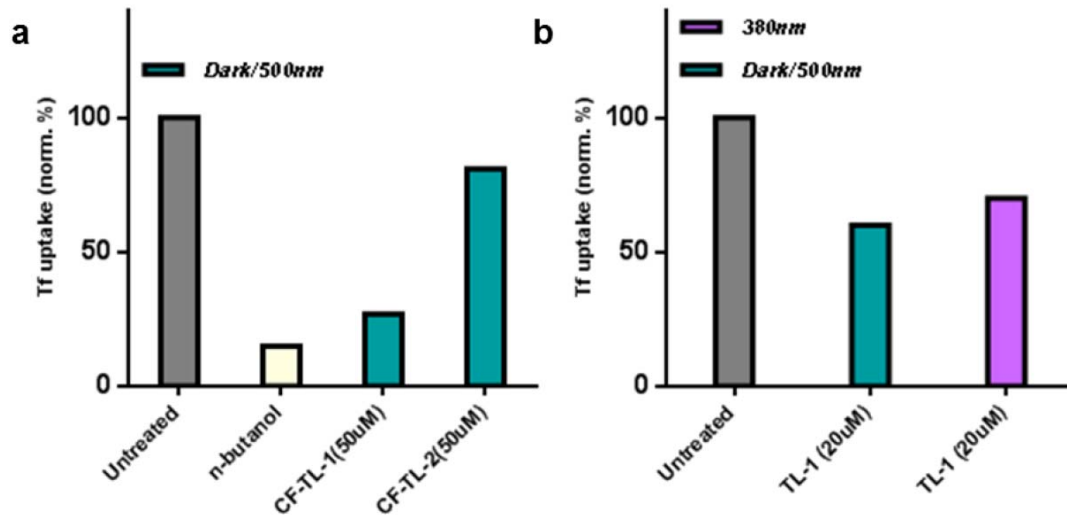 a
Dark/500nm
Tf uptake (norm. %)
100
50
0
Untreated
n-butanol
CF-TL-1(50uM)
CF-TL-2(50uM)
b
380nm
Dark/500nm
Tf uptake (norm. %)
100
50
0
Untreated
TL-1 (20uM)
TL-1 (20uM)